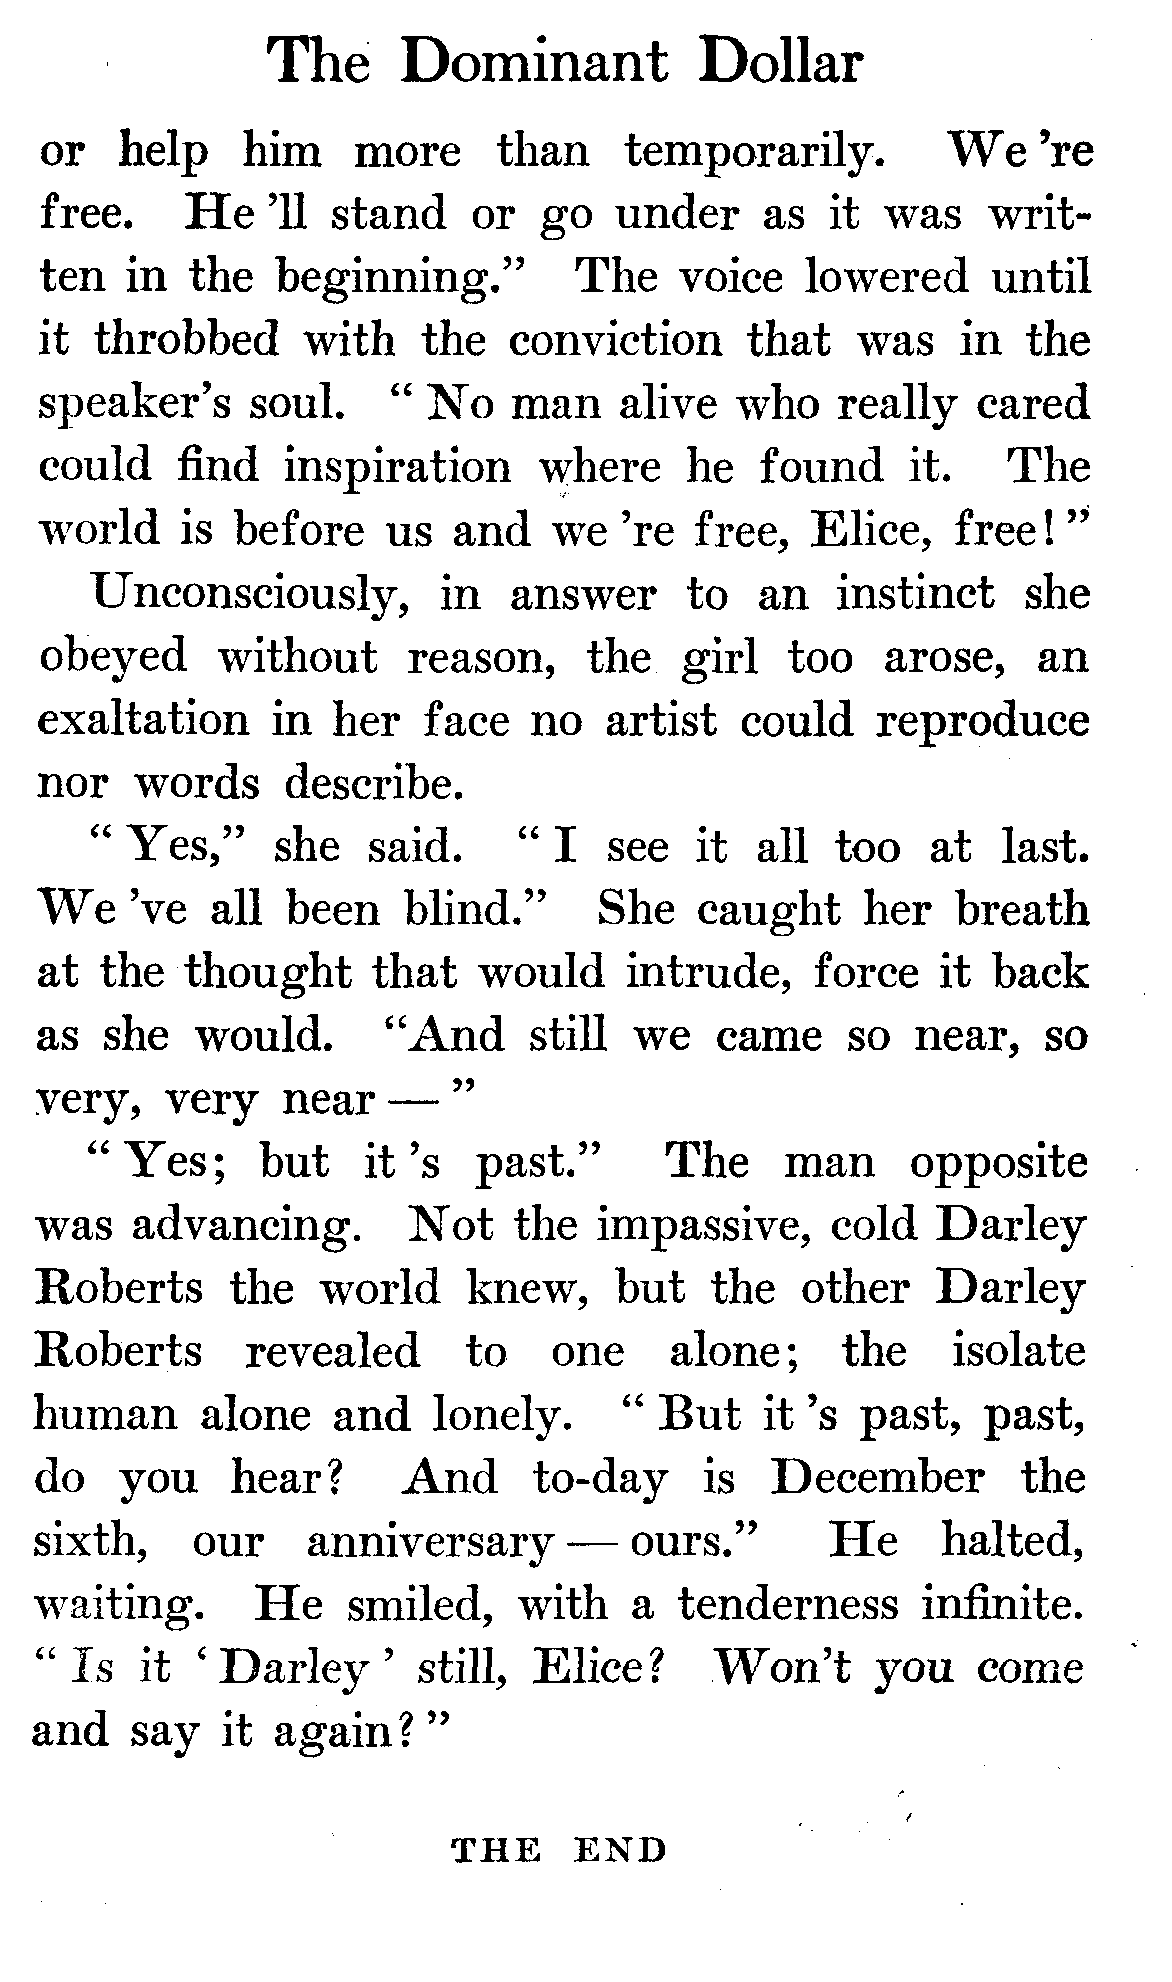 The Dominant Dollar
or help him more than temporarily. We 're
free. He 'll stand or go under as it was writ-
ten in the beginning.” The voice lowered until
it throbbed with the conviction that was in the
speaker's soul. “ No man alive who really cared
could find inspiration where he found it. The
world is before us and we 're free, Elice, free! ”
Unconsciously, in answer to an instinct she
obeyed without reason, the girl too arose, an
exaltation in her face no artist could reproduce
nor words describe.
“ Yes,” she said. “ I see it all too at last.
We 've all been blind.” She caught her breath
at the thought that would intrude, force it back
as she would. “And still we came so near, so
very, very near — ”
“ Yes; but it 's past.” The man opposite
was advancing. Not the impassive, cold Darley
Roberts the world knew, but the other Darley
Roberts revealed to one alone; the isolate
human alone and lonely. “ But it 's past, past,
do you hear? And to-day is December the
sixth, our anniversary — ours.” He halted,
waiting. He smiled, with a tenderness infinite.
“ Is it ‘ Darley ’ still, Elice? Won't you come
and say it again? ”
THE END